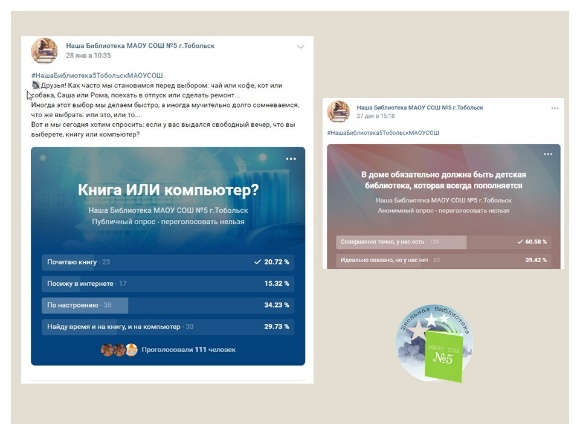 Наша Библиотека МАОУ СОШ №5 г.Тобольск
28 янв в 10:35
#НашаБиблиотека5ТобольскМАОУСОШ
Друзья! Как часто мы становимся перед выбором: чай или кофе, кот или
собака, Саша или Рома, поехать в отпуск или сделать ремонт...
Иногда этот выбор мы делаем быстро, а иногда мучительно долго сомневаемся,
что же выбрать: или это, или то....
Вот и мы сегодня хотим спросить: если у вас выдался свободный вечер, что вы
выберете, книгу или компьютер?
Книга ИЛИ компьютер?
Наша Библиотека МАОУ СОШ №5 г.Тобольск
Публичный опрос - переголосовать нельзя
Почитаю книгу · 23 20.72 %
Посижу в интернете · 17 15.32 %
По настроению · 38 34.23 %
Найду время и на книгу, и на компьютер · 33 29.73 %
Проголосовали 111 человек
Наша Библиотека МАОУ СОШ №5 г.Тобольск
27 дек в 15:18
#НашаБиблиотека5ТобольскМАОУСОШ
В доме обязательно должна быть детская
библиотека, которая всегда пополняется
Наша Библиотека МАОУ СОШ №5 г.Тобольск
Анонимный опрос - переголосовать нельзя
Совершенно точно, у нас есть 60.58 %
Идеально сказано, но у нас нет 39.42 %
Школьная библиотека
МАОУ СОШ
№5